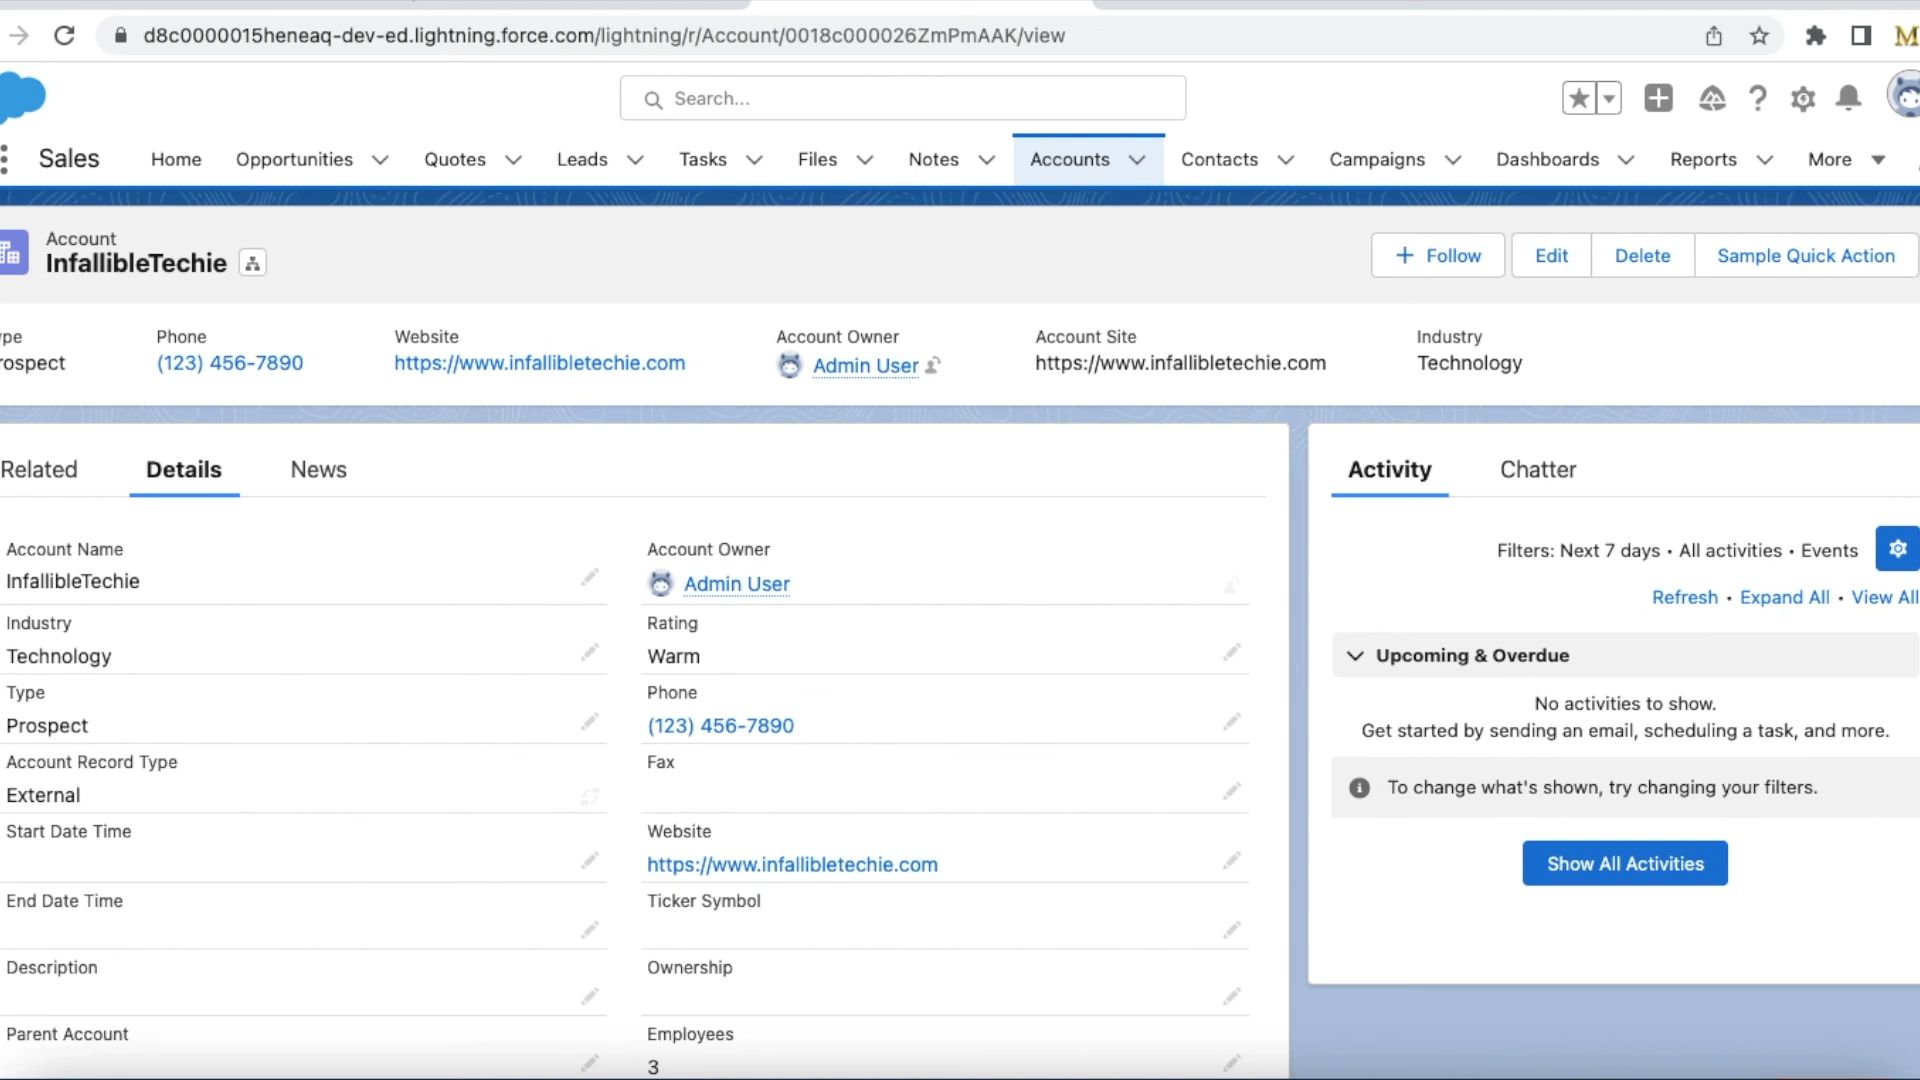 d8c0000015heneaq-dev-ed.lightning.force.com/lightning/r/Account/0018c000026ZmPmAAK/view
M
Search...
Sales Home Opportunities Quotes Leads Tasks Files Notes Accounts Contacts Campaigns Dashboards Reports More
Account
InfallibleTechie
+ Follow Edit Delete Sample Quick Action
ype Phone Website Account Owner Account Site Industry
rospect (123) 456-7890 https://www.infallibletechie.com Admin User https://www.infallibletechie.com Technology
Related Details News
Account Name Account Owner
InfallibleTechie Admin User
Industry Rating
Technology Warm
Type Phone
Prospect (123) 456-7890
Account Record Type Fax
External
Start Date Time Website
https://www.infallibletechie.com
End Date Time Ticker Symbol
Description Ownership
Parent Account Employees
3
Activity Chatter
Filters: Next 7 days • All activities • Events
Refresh • Expand All • View All
Upcoming & Overdue
No activities to show.
Get started by sending an email, scheduling a task, and more.
To change what's shown, try changing your filters.
Show All Activities